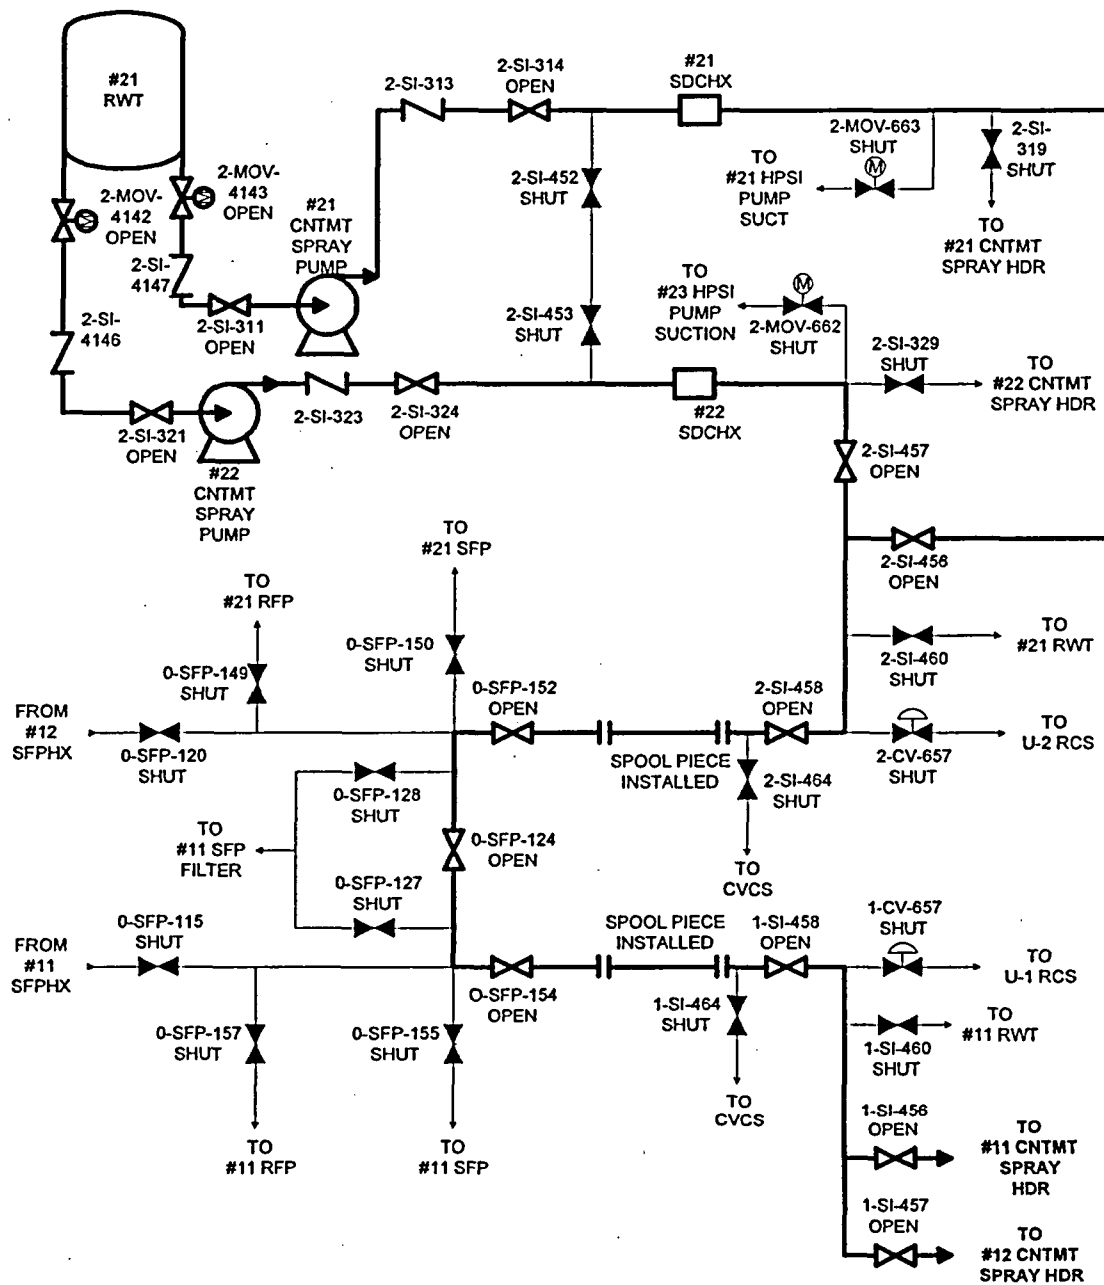 #21
RWT
2-MOV-
4142
OPEN
2-MOV-
4143
OPEN
2-SI-
4147
2-SI-
4146
2-SI-311
OPEN
#21
CNTMT
SPRAY
PUMP
2-SI-313
2-SI-314
OPEN
#21
SDCHX
2-MOV-663
SHUT
M
TO
#21 HPSI
PUMP
SUCT
2-SI-
319
SHUT
TO
#21 CNTMT
SPRAY HDR
2-SI-452
SHUT
2-SI-453
SHUT
TO
#23 HPSI
PUMP
SUCTION
M
2-MOV-662
SHUT
2-SI-329
SHUT
TO
#22 CNTMT
SPRAY HDR
2-SI-321
OPEN
#22
CNTMT
SPRAY
PUMP
2-SI-323
2-SI-324
OPEN
#22
SDCHX
2-SI-457
OPEN
2-SI-456
OPEN
TO
#21 SFP
TO
#21 RFP
0-SFP-149
SHUT
0-SFP-150
SHUT
2-SI-460
SHUT
TO
#21 RWT
FROM
#12
SFPHX
0-SFP-120
SHUT
0-SFP-152
OPEN
SPOOL PIECE
INSTALLED
2-SI-458
OPEN
2-CV-657
SHUT
TO
U-2 RCS
2-SI-464
SHUT
TO
CVCS
0-SFP-128
SHUT
TO
#11 SFP
FILTER
0-SFP-124
OPEN
0-SFP-127
SHUT
FROM
#11
SFPHX
0-SFP-115
SHUT
O-SFP-154
OPEN
SPOOL PIECE
INSTALLED
1-SI-458
OPEN
1-CV-657
SHUT
TO
U-1 RCS
0-SFP-157
SHUT
0-SFP-155
SHUT
1-SI-464
SHUT
1-SI-460
SHUT
TO
#11 RWT
TO
#11 RFP
TO
#11 SFP
TO
CVCS
1-SI-456
OPEN
TO
#11 CNTMT
SPRAY
HDR
1-SI-457
OPEN
TO
#12 CNTMT
SPRAY HDR